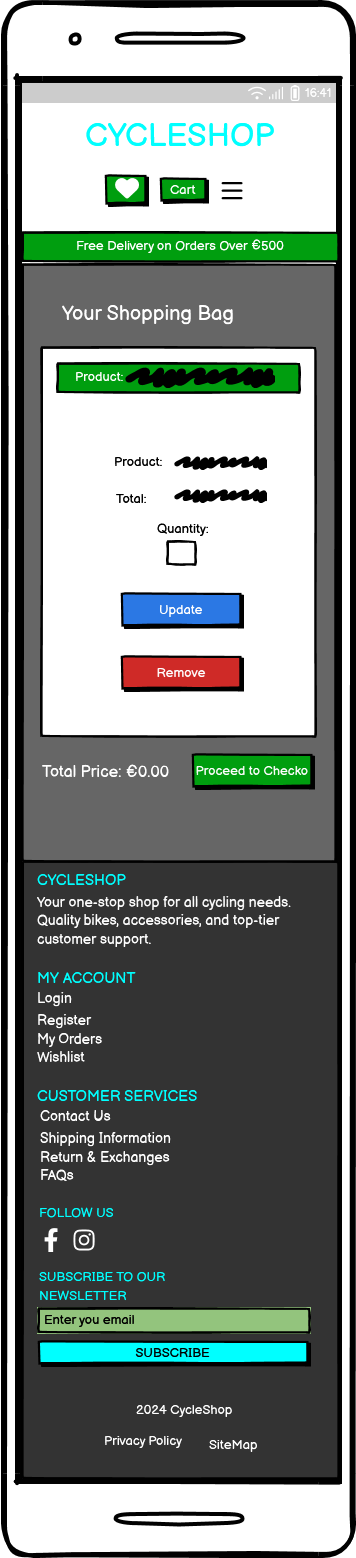 16:41
CYCLESHOP
Cart
Free Delivery on Orders Over €500
Your Shopping Bag
Product:
Product:
Total:
Quantity:
Update
Remove
Total Price: €0.00
Proceed to Checko
CYCLESHOP
Your one-stop shop for all cycling needs.
Quality bikes, accessories, and top-tier
customer support.
MY ACCOUNT
Login
Register
My Orders
Wishlist
CUSTOMER SERVICES
Contact Us
Shipping Information
Return & Exchanges
FAQs
FOLLOW US
SUBSCRIBE TO OUR
NEWSLETTER
Enter you email
SUBSCRIBE
2024 CycleShop
Privacy Policy SiteMap